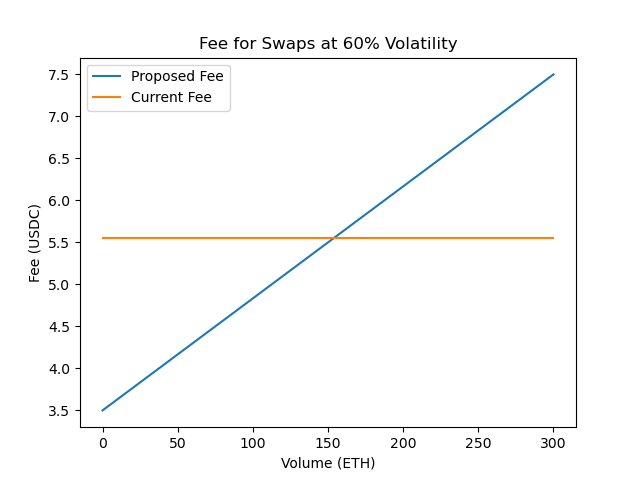 Fee for Swaps at 60% Volatility
Proposed Fee
Current Fee
7.5
7.0
6.5
6.0
5.5
5.0
4.5
4.0
3.5
Fee (USDC)
0 50 100 150 200 250 300
Volume (ETH)